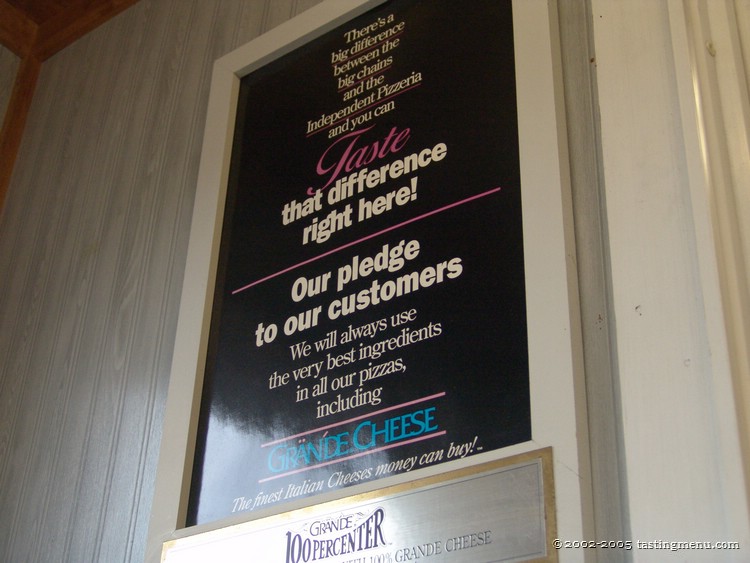 There's a
big difference
between the
big chains
and the
Independent Pizzeria
and you can
Taste
that difference
right here!
Our pledge
to our customers
We will always use
the very best ingredients
in all our pizzas,
including
GRANDE CHEESE
The finest Italian Cheeses money can buy!™
GRANDE
100 PERCENTER
WITH 100% GRANDE CHEESE
©2002-2005 tastingmenu.com